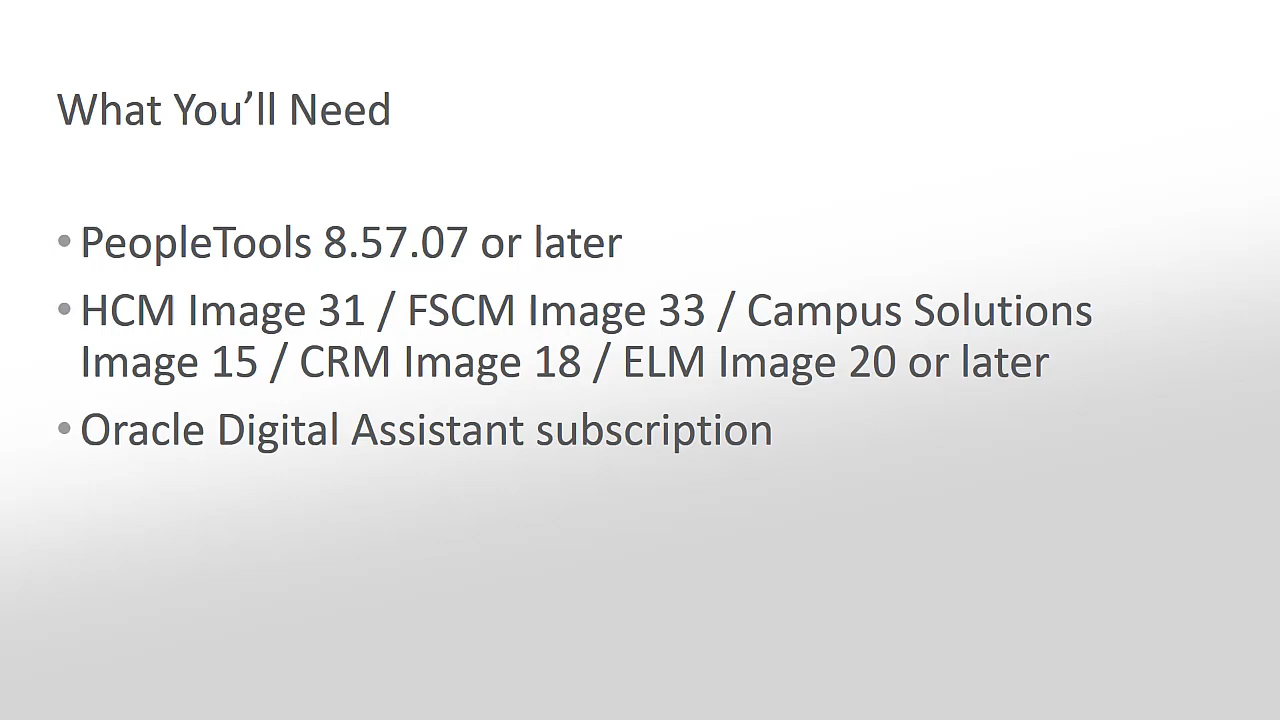 What You’ll Need
• PeopleTools 8.57.07 or later
• HCM Image 31 / FSCM Image 33 / Campus Solutions
Image 15 / CRM Image 18 / ELM Image 20 or later
• Oracle Digital Assistant subscription